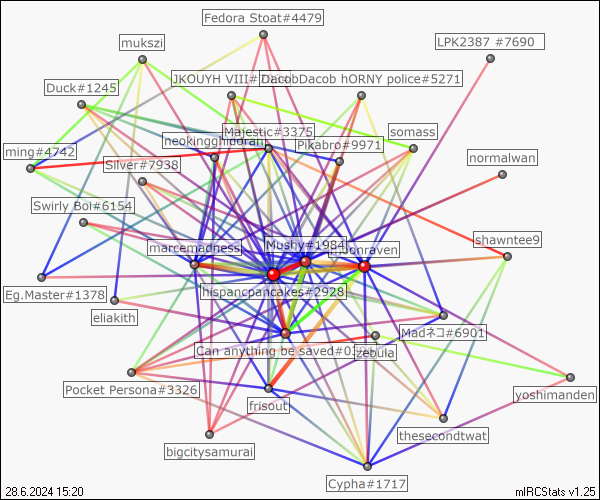 Fedora Stoat#4479
mukszi
LPK2387 #7690
JKOUYH VIII#
DacobDacob hORNY police#5271
Duck#1245
Majestic#3375
somass
neokingghidoran
Pikabro#9971
ming#4742
Silver#7938
normalwan
Swirly Boi#6154
marcemadness
Mushy#1984
onraven
shawntee9
Eg.Master#1378
hispanopancakes#2928
eliakith
Madネコ#6901
Can anything be saved#0
zebula
Pocket Persona#3326
frisout
yoshimanden
thesecondtwat
bigcitysamurai
Cypha#1717
28.6.2024 15:20
mIRCStats v1.25